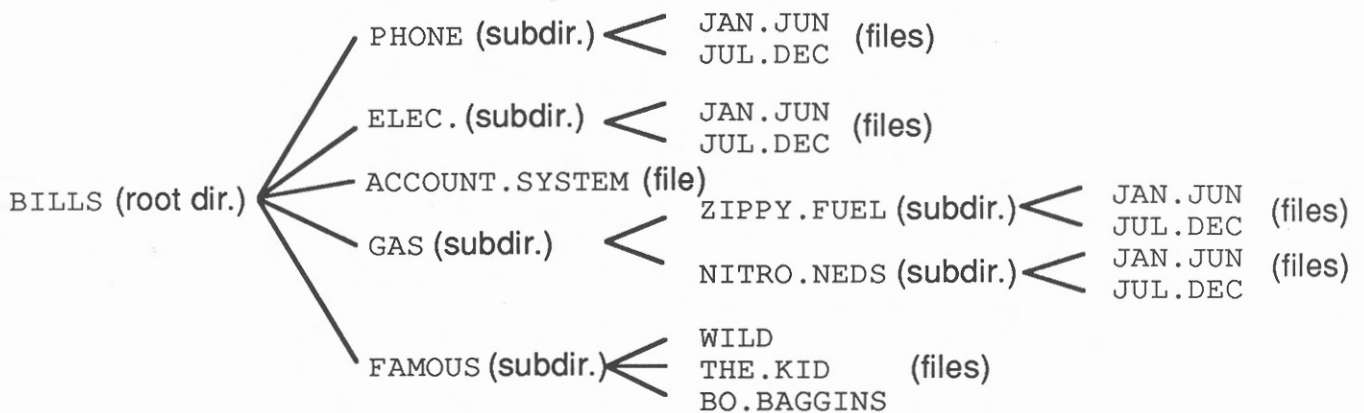 PHONE (subdir.)
JAN.JUN
JUL.DEC
(files)
ELEC. (subdir.)
JAN.JUN
JUL.DEC
(files)
BILLS (root dir.)
ACCOUNT.SYSTEM (file)
GAS (subdir.)
ZIPPY.FUEL (subdir.)
JAN.JUN
JUL.DEC
(files)
NITRO.NEDS (subdir.)
JAN.JUN
JUL.DEC
(files)
FAMOUS (subdir.)
WILD
THE.KID
BO.BAGGINS
(files)